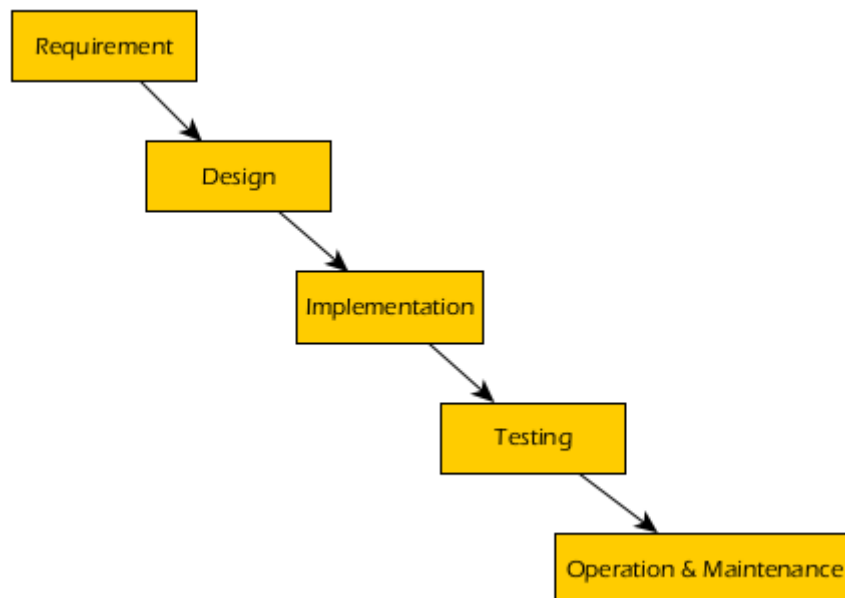 Requirement
Design
Implementation
Testing
Operation & Maintenance